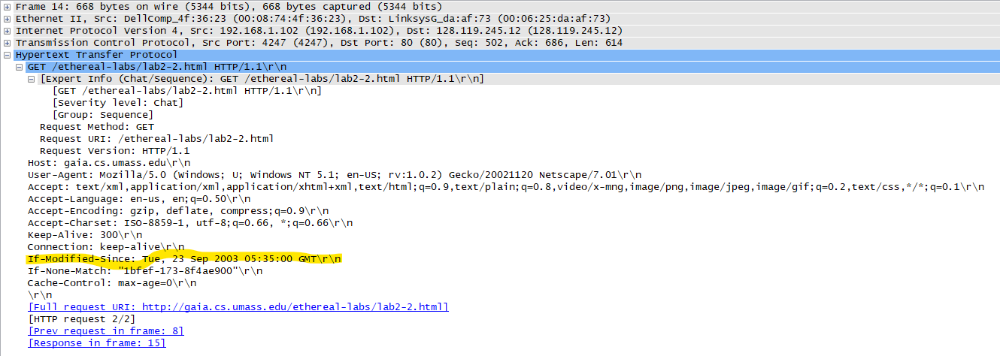 Frame 14: 668 bytes on wire (5344 bits), 668 bytes captured (5344 bits)
Ethernet II, Src: DellComp_4f:36:23 (00:08:74:4f:36:23), Dst: LinksysG_da:af:73 (00:06:25:da:af:73)
Internet Protocol Version 4, Src: 192.168.1.102 (192.168.1.102), Dst: 128.119.245.12 (128.119.245.12)
Transmission Control Protocol, Src Port: 4247 (4247), Dst Port: 80 (80), Seq: 502, Ack: 686, Len: 614
Hypertext Transfer Protocol
GET /ethereal-labs/lab2-2.html HTTP/1.1\r\n
[Expert Info (Chat/Sequence): GET /ethereal-labs/lab2-2.html HTTP/1.1\r\n]
[GET /ethereal-labs/lab2-2.html HTTP/1.1\r\n]
[Severity level: Chat]
[Group: Sequence]
Request Method: GET
Request URI: /ethereal-labs/lab2-2.html
Request Version: HTTP/1.1
Host: gaia.cs.umass.edu\r\n
User-Agent: Mozilla/5.0 (Windows; U; Windows NT 5.1; en-US; rv:1.0.2) Gecko/20021120 Netscape/7.01\r\n
Accept: text/xml,application/xml,application/xhtml+xml,text/html;q=0.9,text/plain;q=0.8,video/x-mng,image/png,image/jpeg,image/gif;q=0.2,text/css,*/*;q=0.1\r\n
Accept-Language: en-us, en;q=0.50\r\n
Accept-Encoding: gzip, deflate, compress;q=0.9\r\n
Accept-Charset: ISO-8859-1, utf-8;q=0.66, *;q=0.66\r\n
Keep-Alive: 300\r\n
Connection: keep-alive\r\n
If-Modified-Since: Tue, 23 Sep 2003 05:35:00 GMT\r\n
If-None-Match: "1bfef-173-8f4ae900"\r\n
Cache-Control: max-age=0\r\n
\r\n
[Full request URI: http://gaia.cs.umass.edu/ethereal-labs/lab2-2.html]
[HTTP request 2/2]
[Prev request in frame: 8]
[Response in frame: 15]